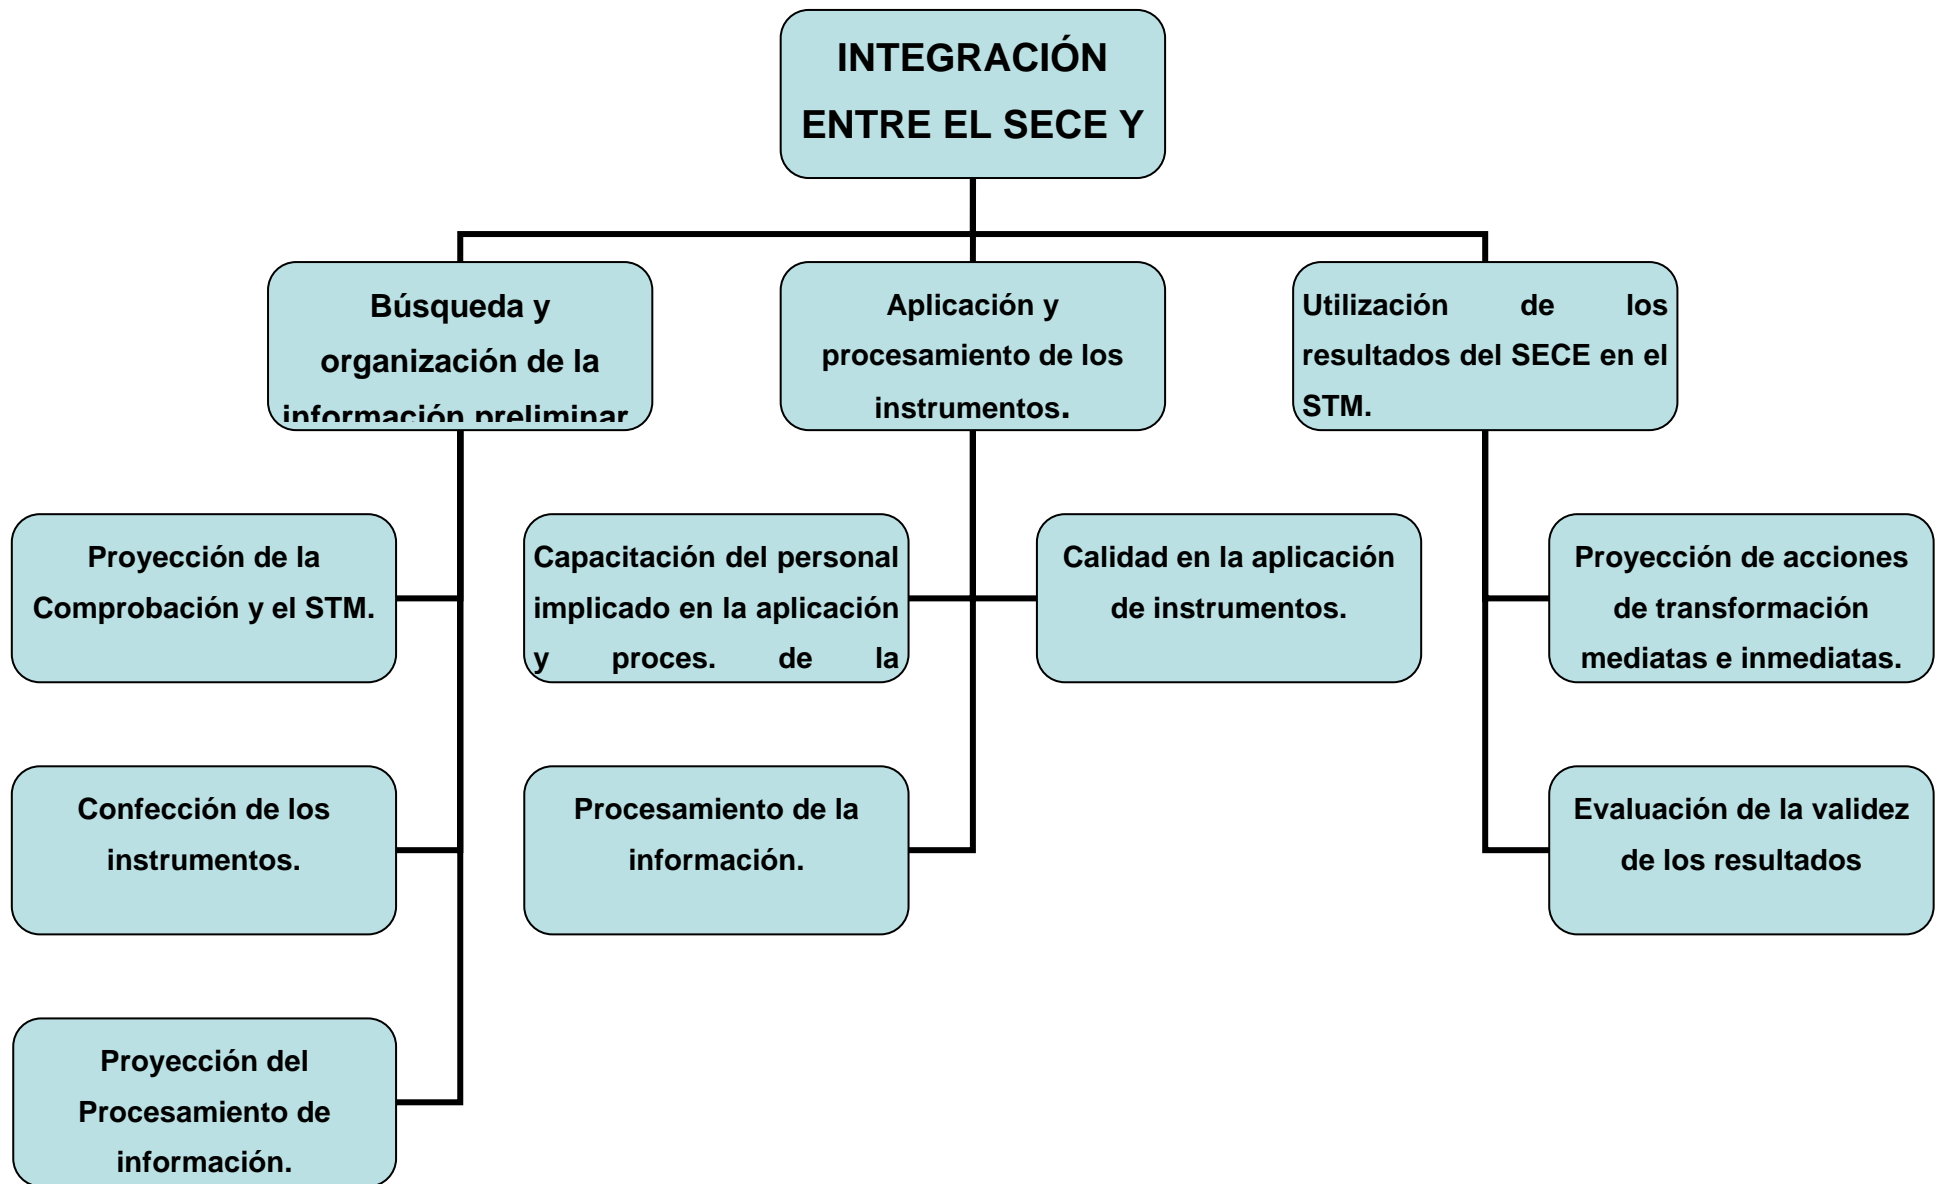 INTEGRACIÓN
ENTRE EL SECE Y
Búsqueda y
organización de la
información preliminar
Aplicación y
procesamiento de los
instrumentos.
Utilización de los
resultados del SECE en el
STM.
Proyección de la
Comprobación y el STM.
Capacitación del personal
implicado en la aplicación
y proces. de la
Calidad en la aplicación
de instrumentos.
Proyección de acciones
de transformación
mediatas e inmediatas.
Confección de los
instrumentos.
Procesamiento de la
información.
Evaluación de la validez
de los resultados
Proyección del
Procesamiento de
información.